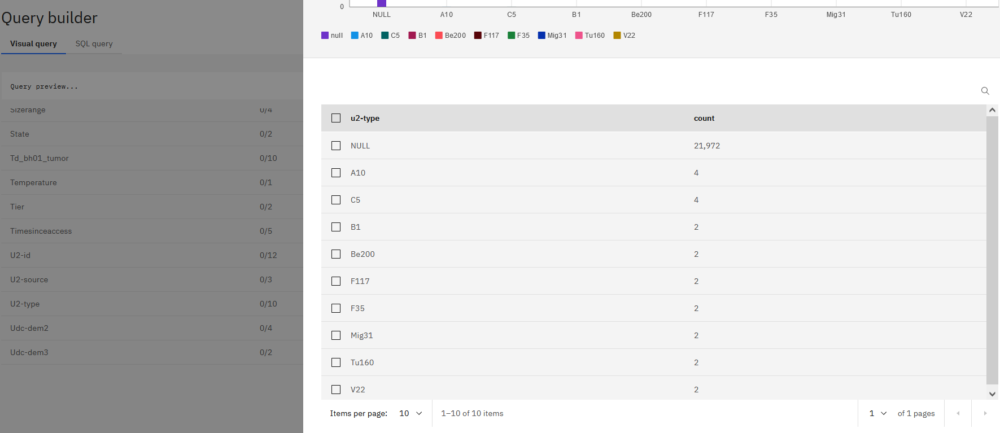 Query builder
Visual query SQL query
Query preview...
Sizerange 0/4
State 0/2
Td_bh01_tumor 0/10
Temperature 0/1
Tier 0/2
Timesinceaccess 0/5
U2-id 0/12
U2-source 0/3
U2-type 0/10
Udc-dem2 0/4
Udc-dem3 0/2
0
NULL A10 C5 B1 Be200 F117 F35 Mig31 Tu160 V22
null A10 C5 B1 Be200 F117 F35 Mig31 Tu160 V22
u2-type count
NULL 21,972
A10 4
C5 4
B1 2
Be200 2
F117 2
F35 2
Mig31 2
Tu160 2
V22 2
Items per page: 10 1–10 of 10 items 1 of 1 pages